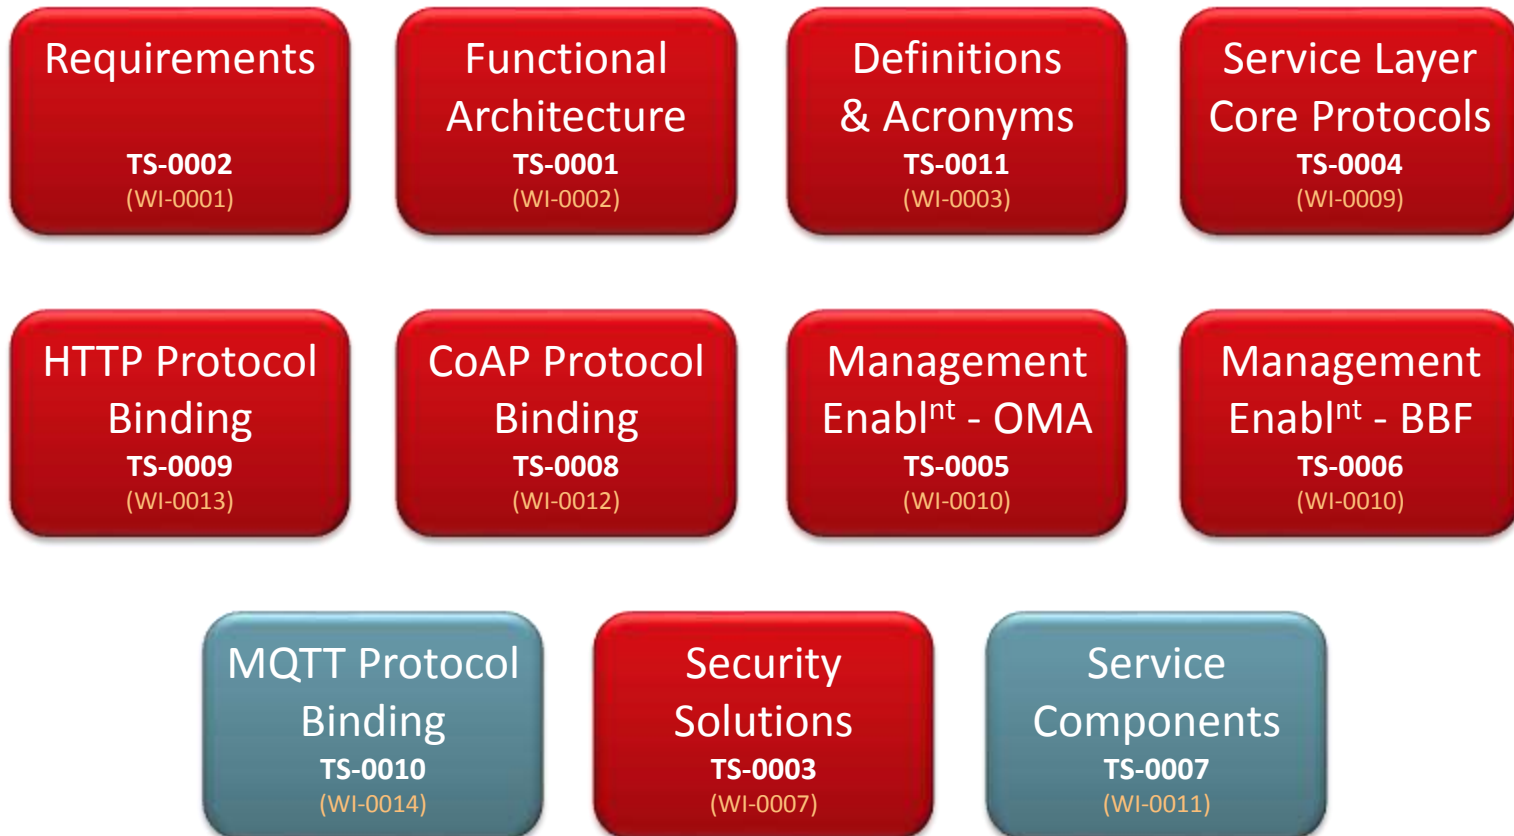 Requirements
TS-0002
(WI-0001)
Functional
Architecture
TS-0001
(WI-0002)
Definitions
& Acronyms
TS-0011
(WI-0003)
Service Layer
Core Protocols
TS-0004
(WI-0009)
HTTP Protocol
Binding
TS-0009
(WI-0013)
CoAP Protocol
Binding
TS-0008
(WI-0012)
Management
Enablⁿᵗ - OMA
TS-0005
(WI-0010)
Management
Enablⁿᵗ - BBF
TS-0006
(WI-0010)
MQTT Protocol
Binding
TS-0010
(WI-0014)
Security
Solutions
TS-0003
(WI-0007)
Service
Components
TS-0007
(WI-0011)